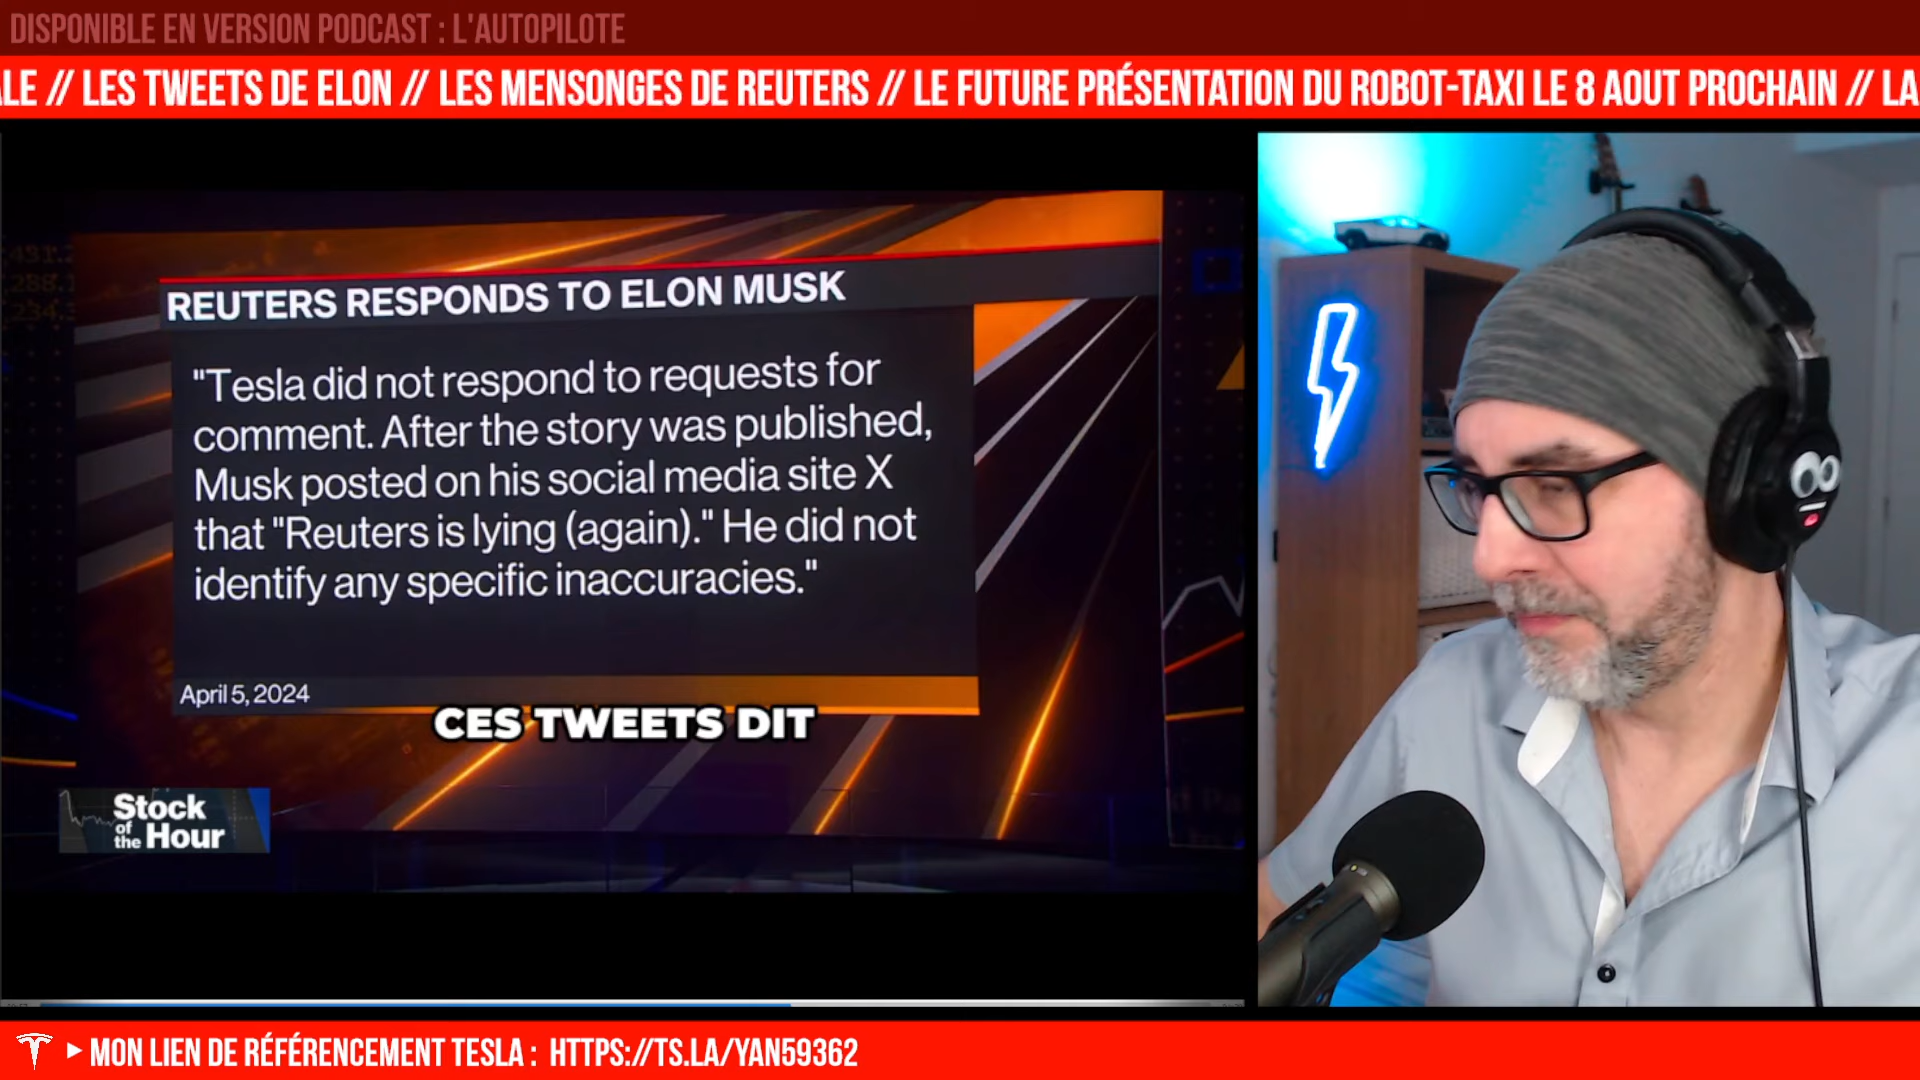 DISPONIBLE EN VERSION PODCAST : L'AUTOPILOTE
ALE // LES TWEETS DE ELON // LES MENSONGES DE REUTERS // LE FUTURE PRÉSENTATION DU ROBOT-TAXI LE 8 AOUT PROCHAIN // LA
REUTERS RESPONDS TO ELON MUSK
"Tesla did not respond to requests for
comment. After the story was published,
Musk posted on his social media site X
that "Reuters is lying (again)." He did not
identify any specific inaccuracies."
April 5, 2024
CES TWEETS DIT
Stock
of the Hour
MON LIEN DE RÉFÉRENCEMENT TESLA : HTTPS://TS.LA/YAN59362